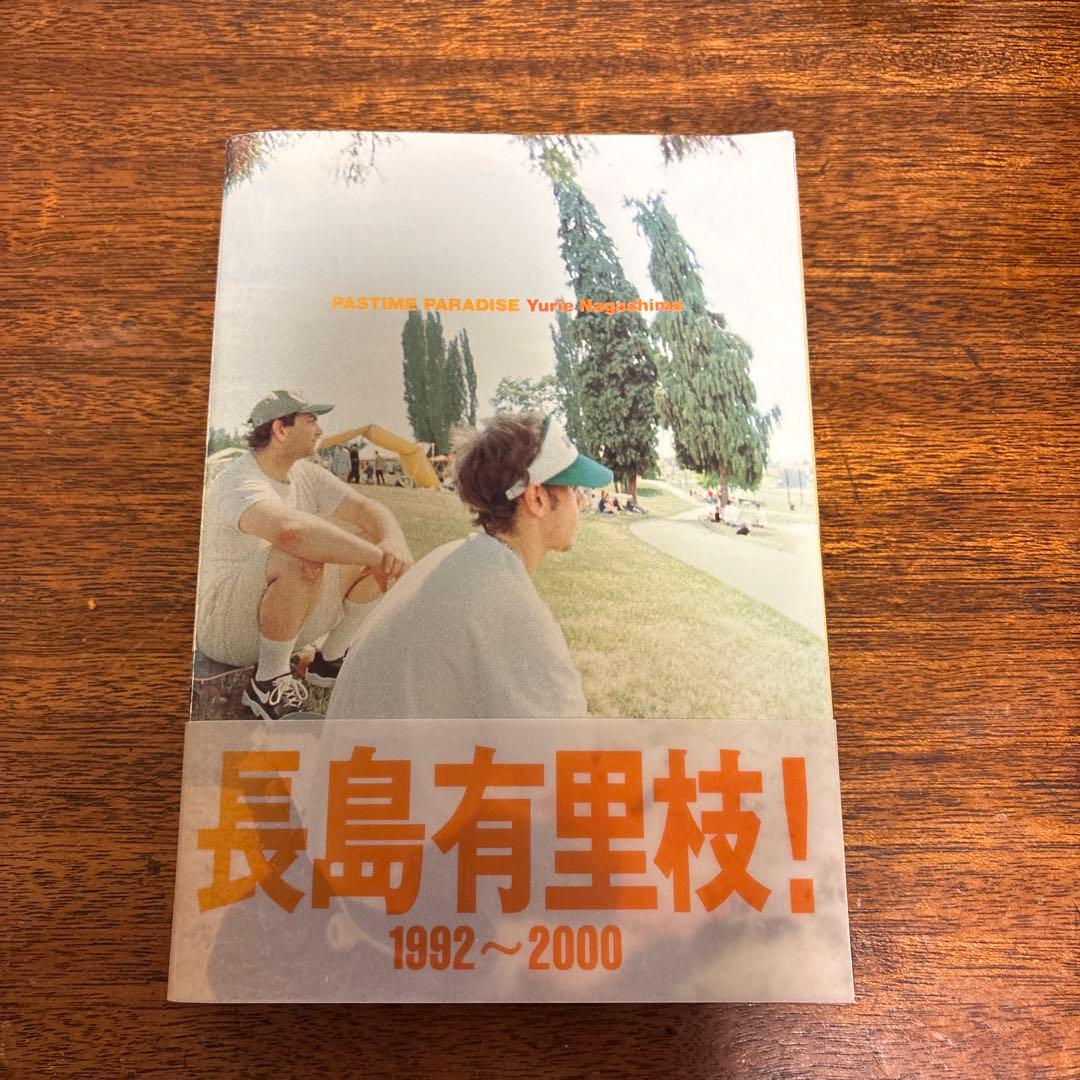 PASTIME PARADISE Yurie Nagashima
長島有里枝!
1992〜2000